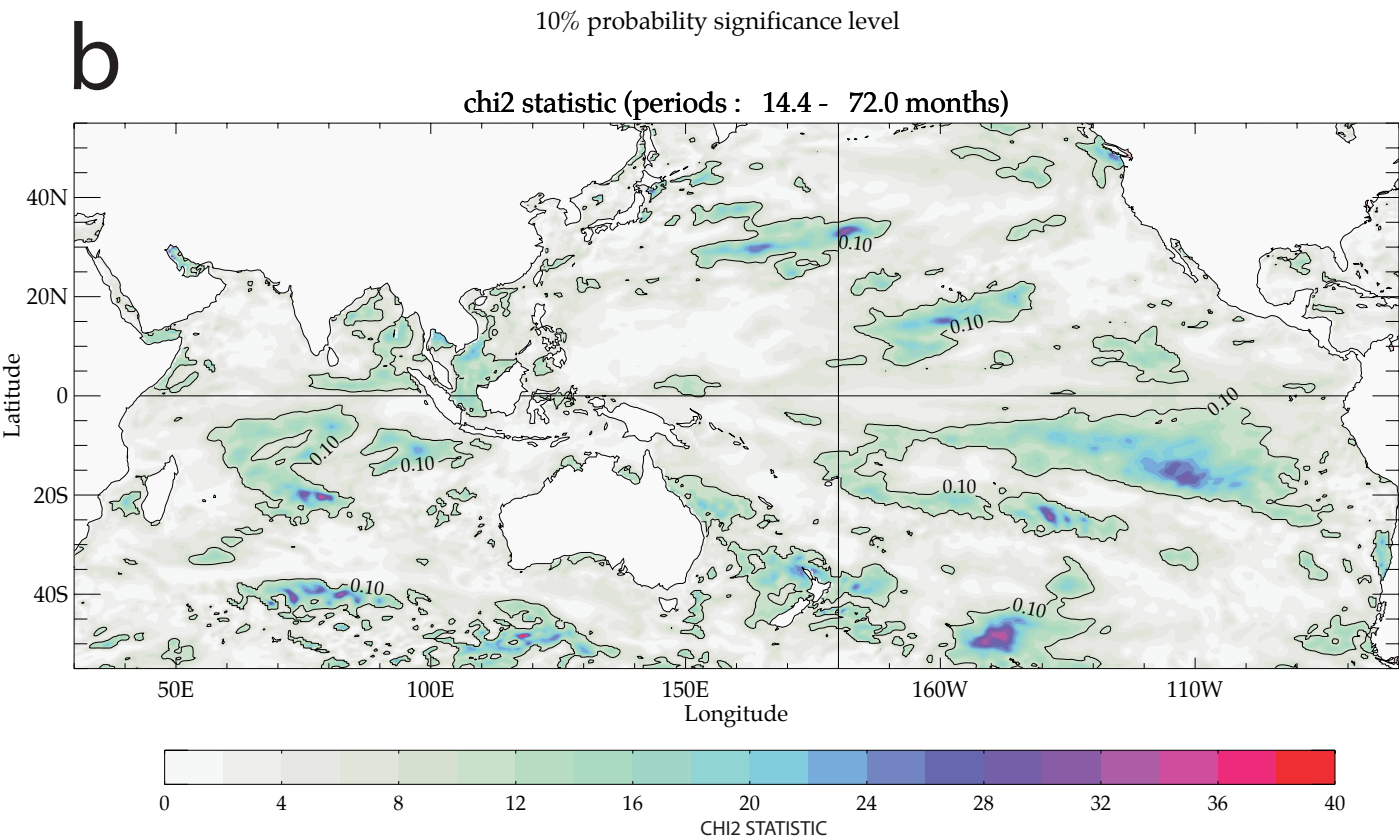 10% probability significance level
b
chi2 statistic (periods : 14.4 - 72.0 months)
40N
0.10
20N
0.10
Latitude
0
0.10
0.10
0.10
20S
0.10
40S
0.10
0.10
50E 100E 150E 160W 110W
Longitude
0 4 8 12 16 20 24 28 32 36 40
CHI2 STATISTIC